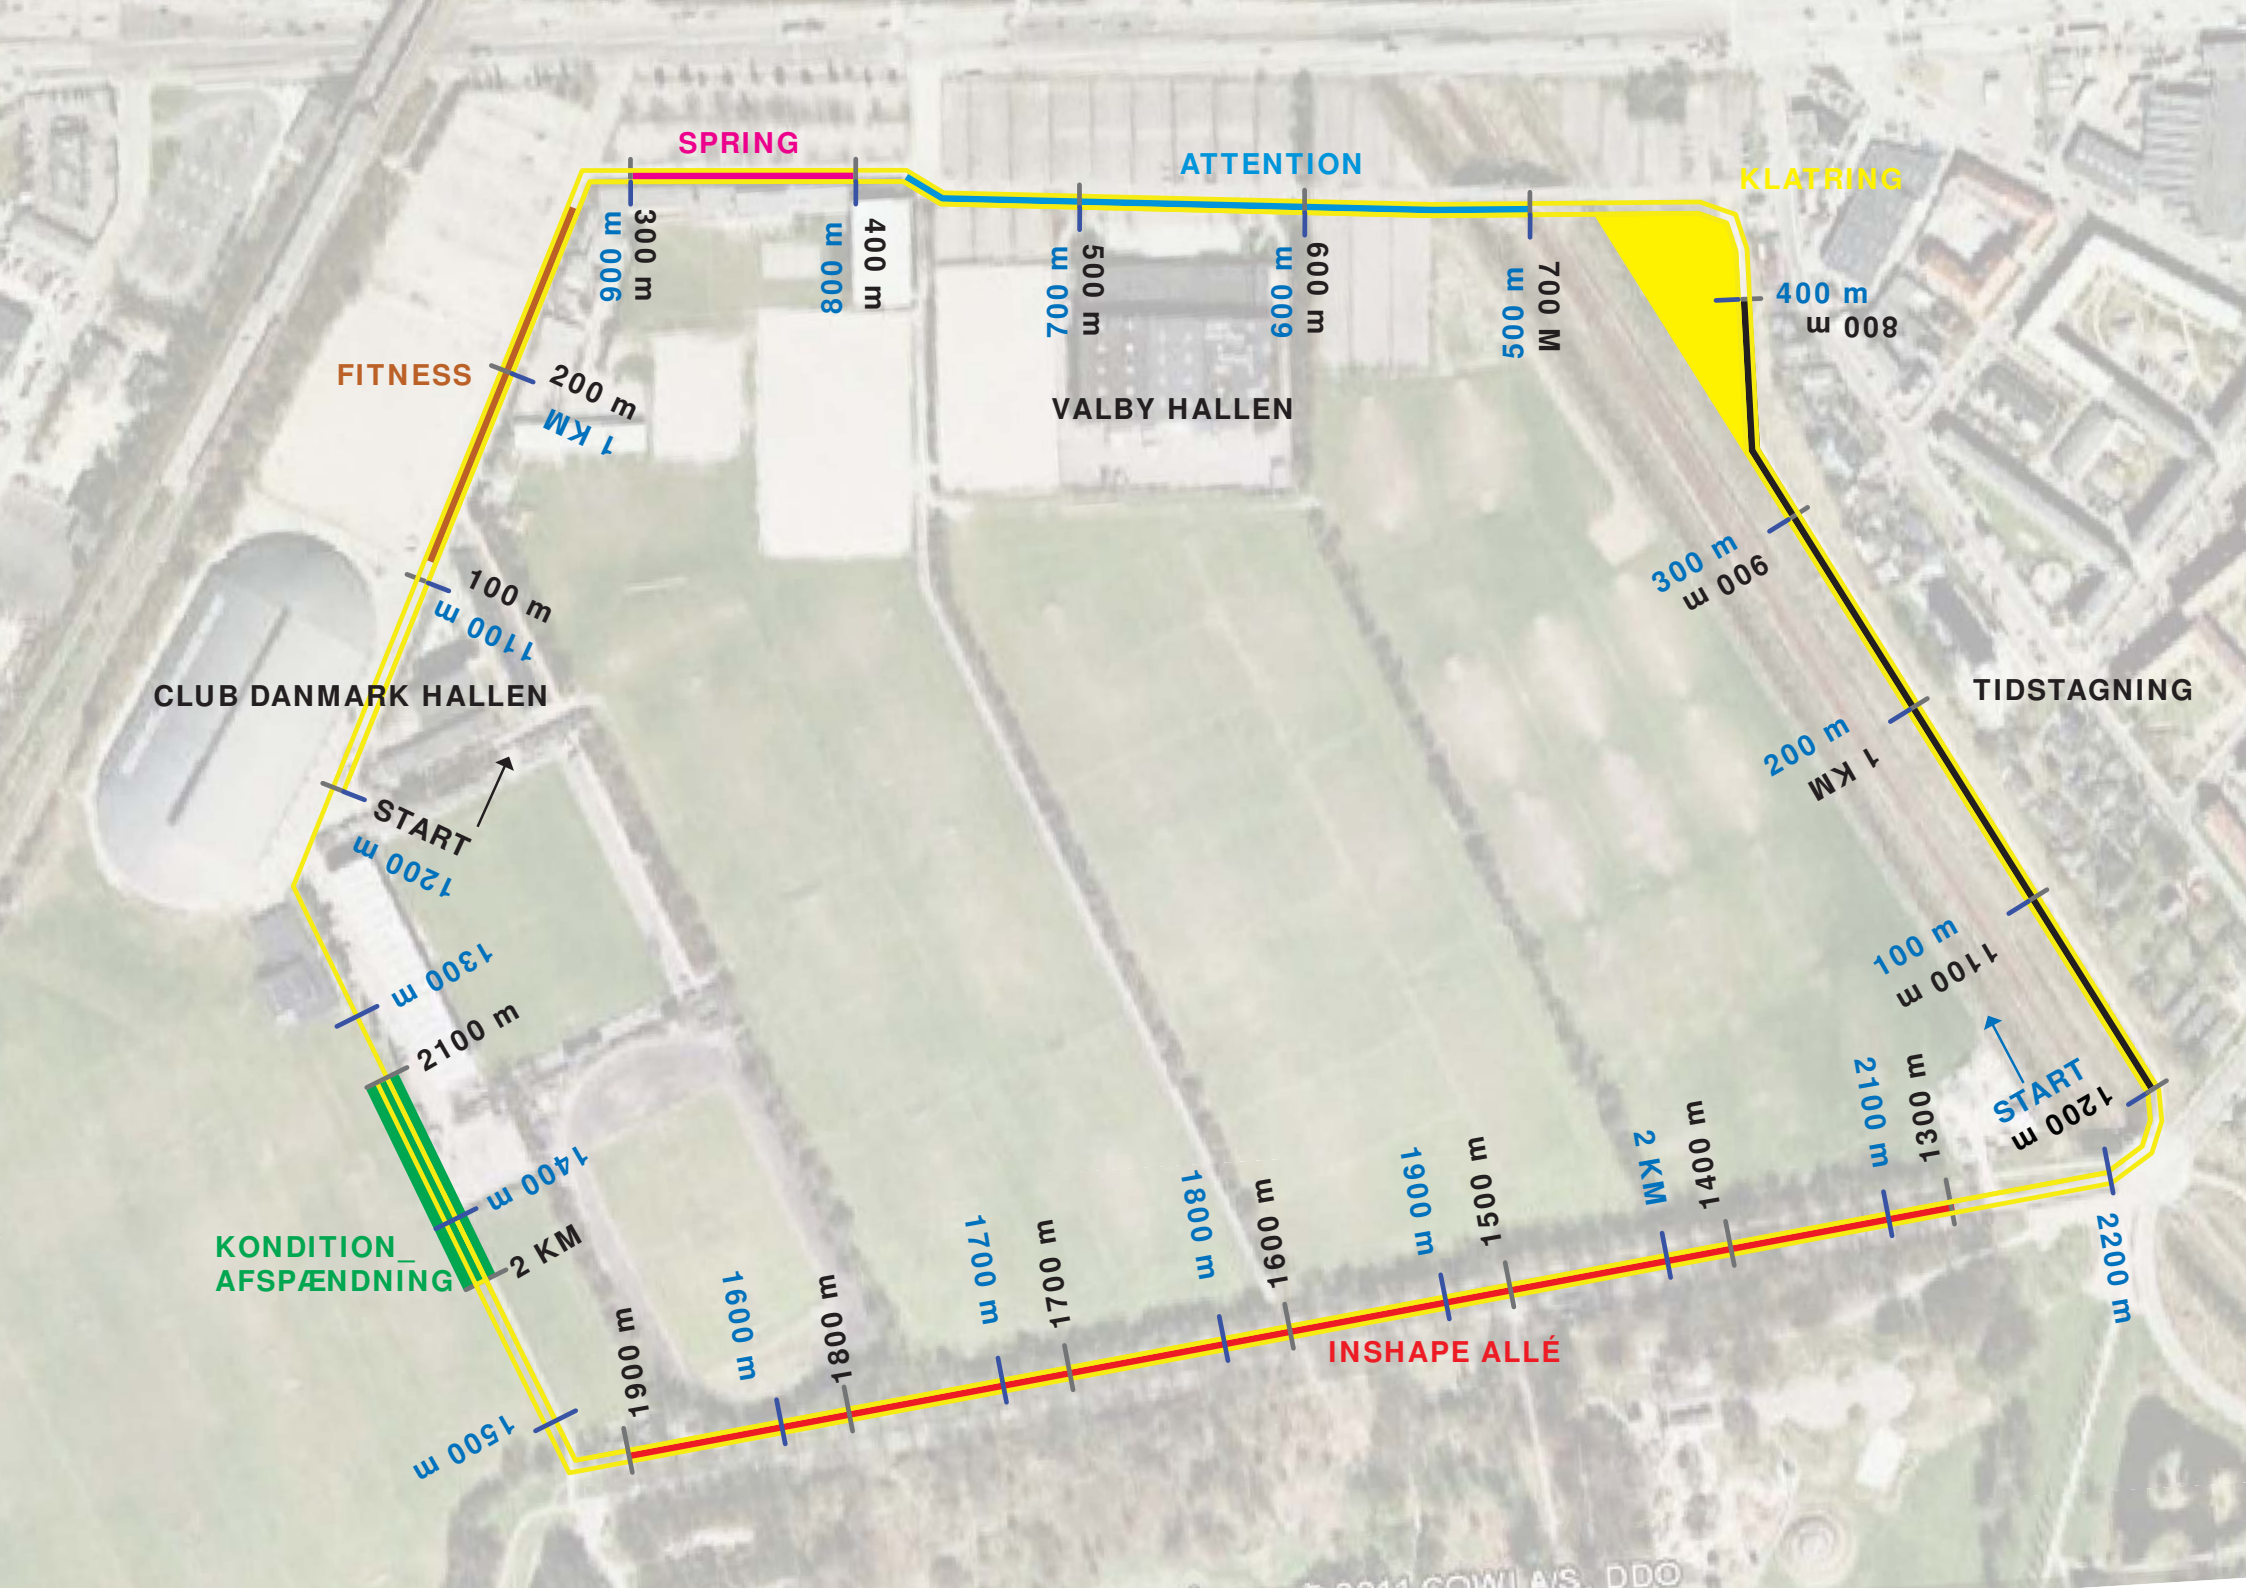 SPRING
ATTENTION
KLATRING
900 m
300 m
800 m
400 m
700 m
500 m
600 m
600 m
500 m
700 M
400 m
800 m
FITNESS
200 m
1 KM
VALBY HALLEN
300 m
900 m
100 m
1100 m
CLUB DANMARK HALLEN
TIDSTAGNING
200 m
1 KM
START
1200 m
100 m
1100 m
1300 m
2100 m
START
1200 m
2100 m
1300 m
2 KM
1400 m
1400 m
1900 m
1500 m
1800 m
1600 m
2200 m
KONDITION_
AFSPÆNDNING
2 KM
1700 m
1700 m
1600 m
1800 m
1900 m
INSHAPE ALLÉ
1500 m
© 2011 COWI A/S, DDO